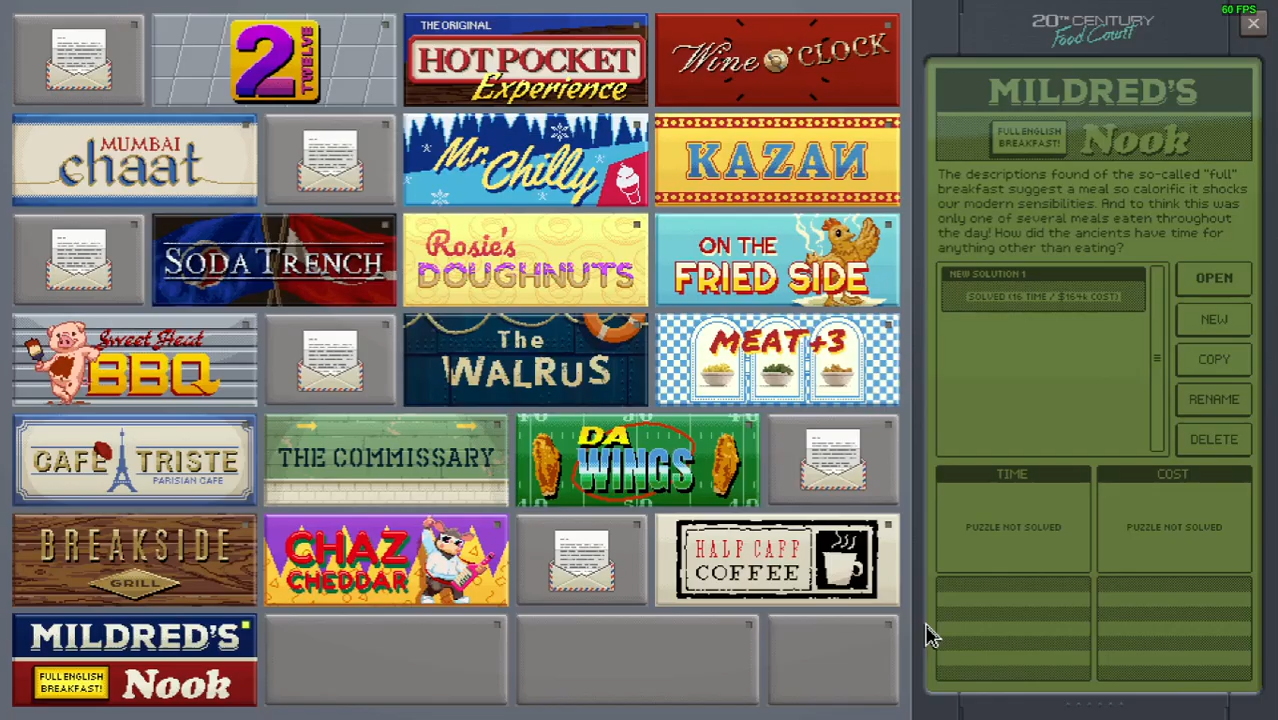 60 FPS
2 TWELVE
THE ORIGINAL
HOT POCKET
Experience
Wine O'CLOCK
MUMBAI
chaat
Mr. Chilly
KAZAИ
SODA TRENCH
Rosie's
DOUGHNUTS
ON THE
FRIED SIDE
Sweet Heat
BBQ
The
WALRUS
MEAT+3
CAFE TRISTE
PARISIAN CAFE
THE COMMISSARY
DA
WINGS
BREAKSIDE
GRILL
CHAZ
CHEDDAR
HALF CAFF
COFFEE
MILDRED'S
FULL ENGLISH
BREAKFAST!
Nook
20TH CENTURY
Food Court
MILDRED'S
FULL ENGLISH
BREAKFAST!
Nook
The descriptions found of the so-called "full"
breakfast suggest a meal so calorific it shocks
our modern sensibilities. And to think this was
only one of several meals eaten throughout
the day! How did the ancients have time for
anything other than eating?
NEW SOLUTION 1
SOLVED (16 TIME / $164k COST)
OPEN
NEW
COPY
RENAME
DELETE
TIME
COST
PUZZLE NOT SOLVED
PUZZLE NOT SOLVED